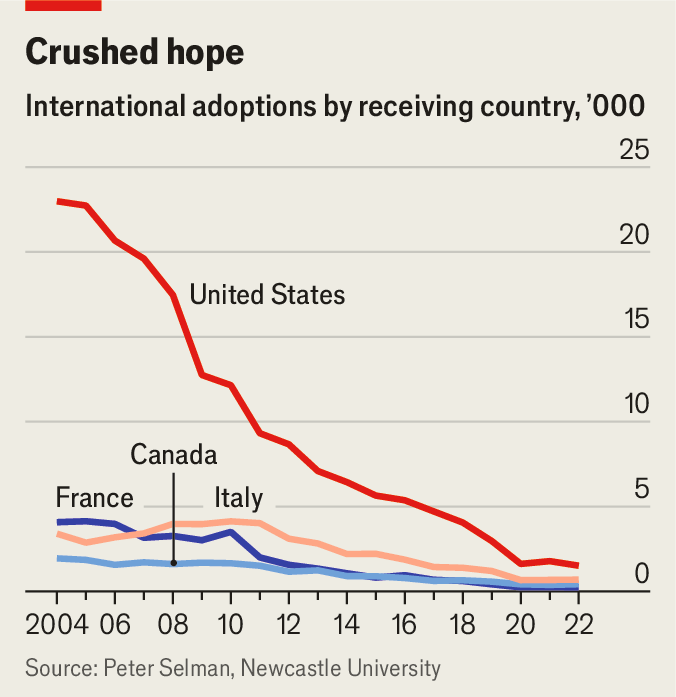 Crushed hope
International adoptions by receiving country, ’000
25
20
United States
15
10
Canada
France
Italy
5
0
2004 06 08 10 12 14 16 18 20 22
Source: Peter Selman, Newcastle University